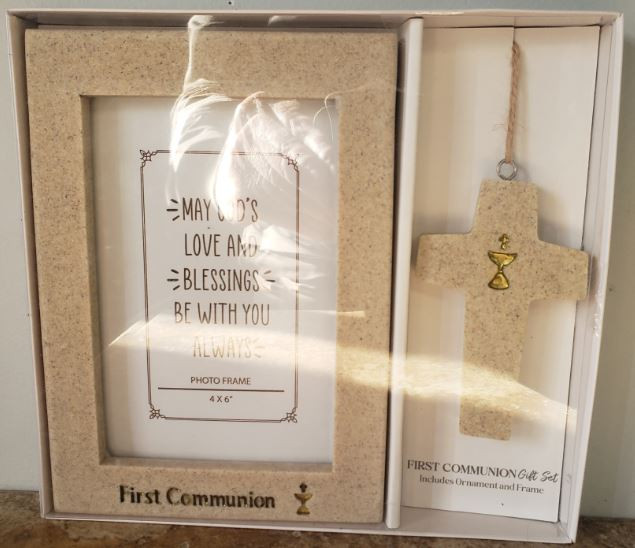 MAY GOD'S
LOVE AND
BLESSINGS
BE WITH YOU
ALWAYS
PHOTO FRAME
4 X 6"
First Communion
FIRST COMMUNION Gift Set
Includes Ornament and Frame